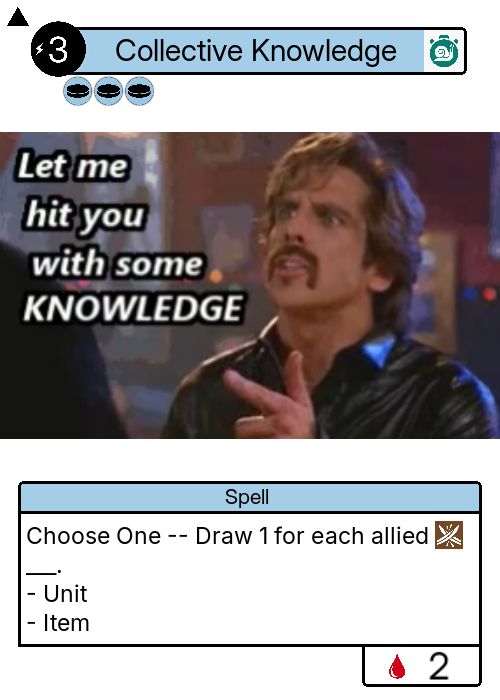 3
Collective Knowledge
Let me
hit you
with some
KNOWLEDGE
Spell
Choose One -- Draw 1 for each allied
___.
- Unit
- Item
2